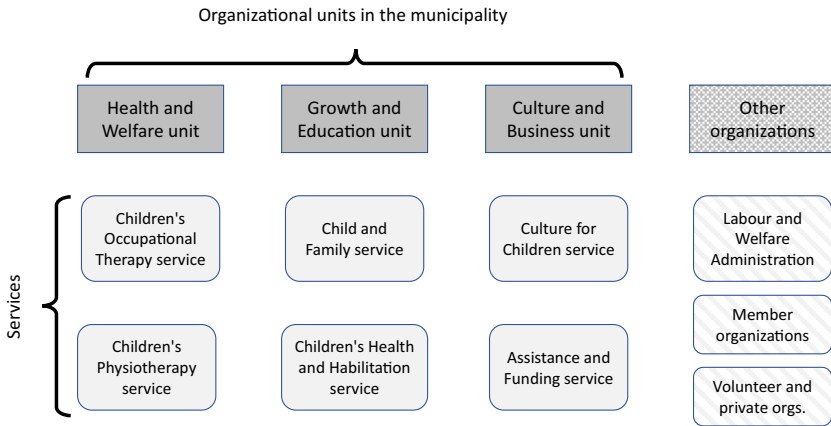 Organizational units in the municipality
Health and
Welfare unit
Growth and
Education unit
Culture and
Business unit
Other
organizations
Services
Children's
Occupational
Therapy service
Child and
Family service
Culture for
Children service
Labour and
Welfare
Administration
Children's
Physiotherapy
service
Children's Health
and Habilitation
service
Assistance and
Funding service
Member
organizations
Volunteer and
private orgs.